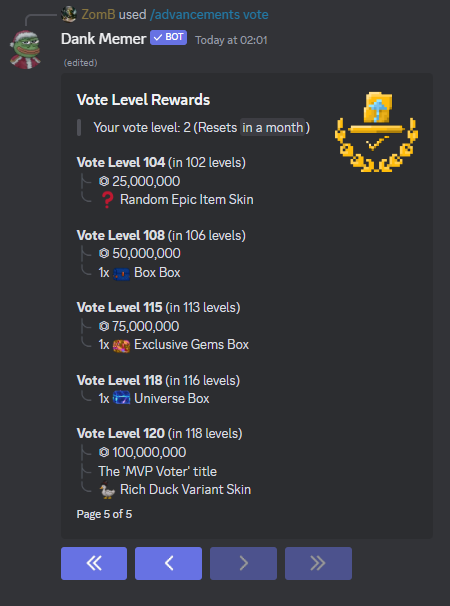 ZomB used /advancements vote
Dank Memer ✓ BOT Today at 02:01
(edited)
Vote Level Rewards
Your vote level: 2 (Resets in a month)
Vote Level 104 (in 102 levels)
25,000,000
❓ Random Epic Item Skin
Vote Level 108 (in 106 levels)
50,000,000
1x Box Box
Vote Level 115 (in 113 levels)
75,000,000
1x Exclusive Gems Box
Vote Level 118 (in 116 levels)
1x Universe Box
Vote Level 120 (in 118 levels)
100,000,000
The 'MVP Voter' title
Rich Duck Variant Skin
Page 5 of 5